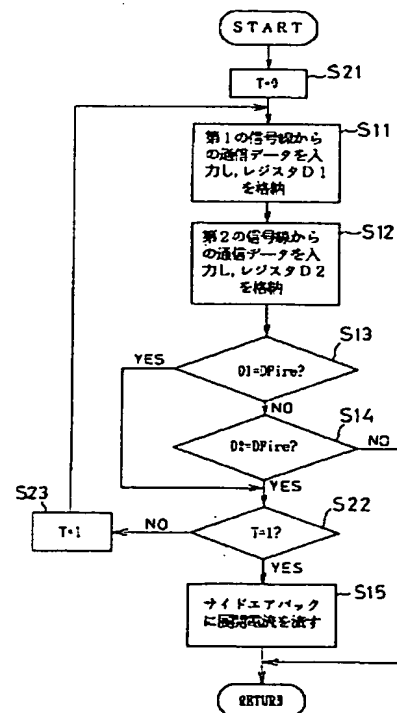 START
S21
T=0
S11
第1の信号線から
の通信データを入
力し,レジスタD1
を格納
S12
第2の信号線から
の通信データを入
力し,レジスタD2
を格納
S13
D1=DFire?
YES
NO
S14
D2=DFire?
NO
YES
S23
T=1
S22
T=1?
NO
YES
S15
サイドエアバック
に展開電流を流す
RETURN